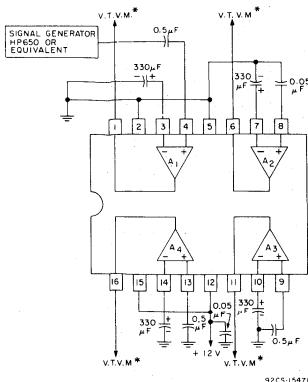 V.T.V.M*
V.T.V.M*
SIGNAL GENERATOR
HP650 OR
EQUIVALENT
0.5μF
330μF
- +
330
μF
-
+
0.05
μF
1 2 3 4 5 6 7 8
- +
A1
- +
A2
A4
- +
A3
- +
16 15 14 13 12 11 10 9
330
μF
+
0.5
μF
0.05
μF
+ 12 V
330
μF
+
0.5μF
V.T.V.M*
V.T.V.M*
92CS-15471